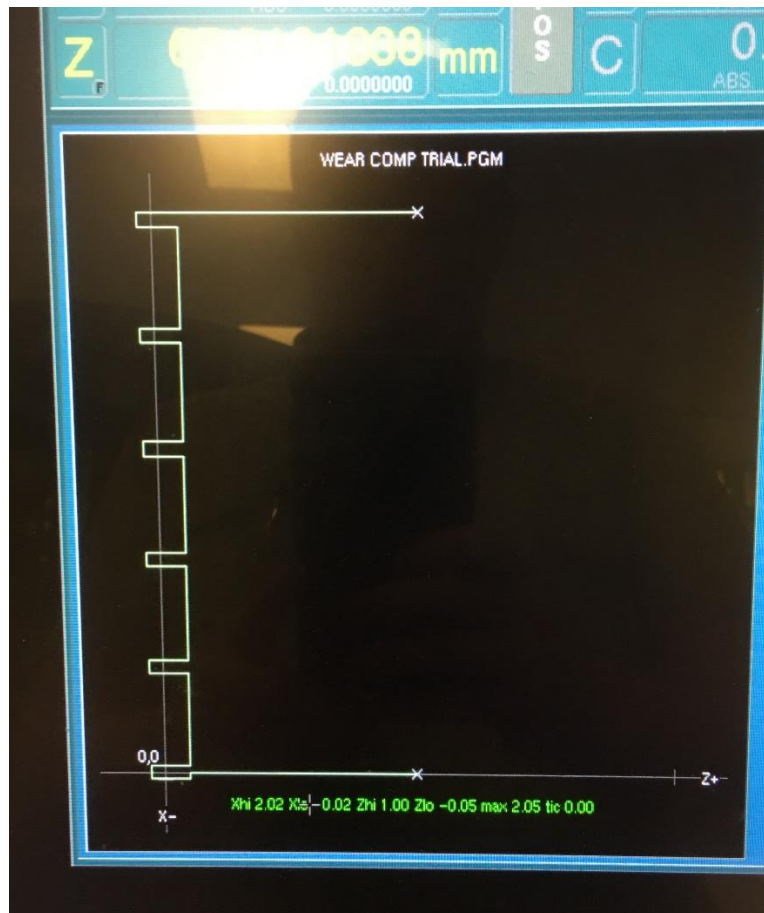 ABS
Z
F
mm
0.0000000
O
S
C
0.
ABS
WEAR COMP TRIAL.PGM
0,0
Z+
X-
Xhi 2.02 -0.02 Zhi 1.00 Zlo -0.05 max 2.05 tic 0.00